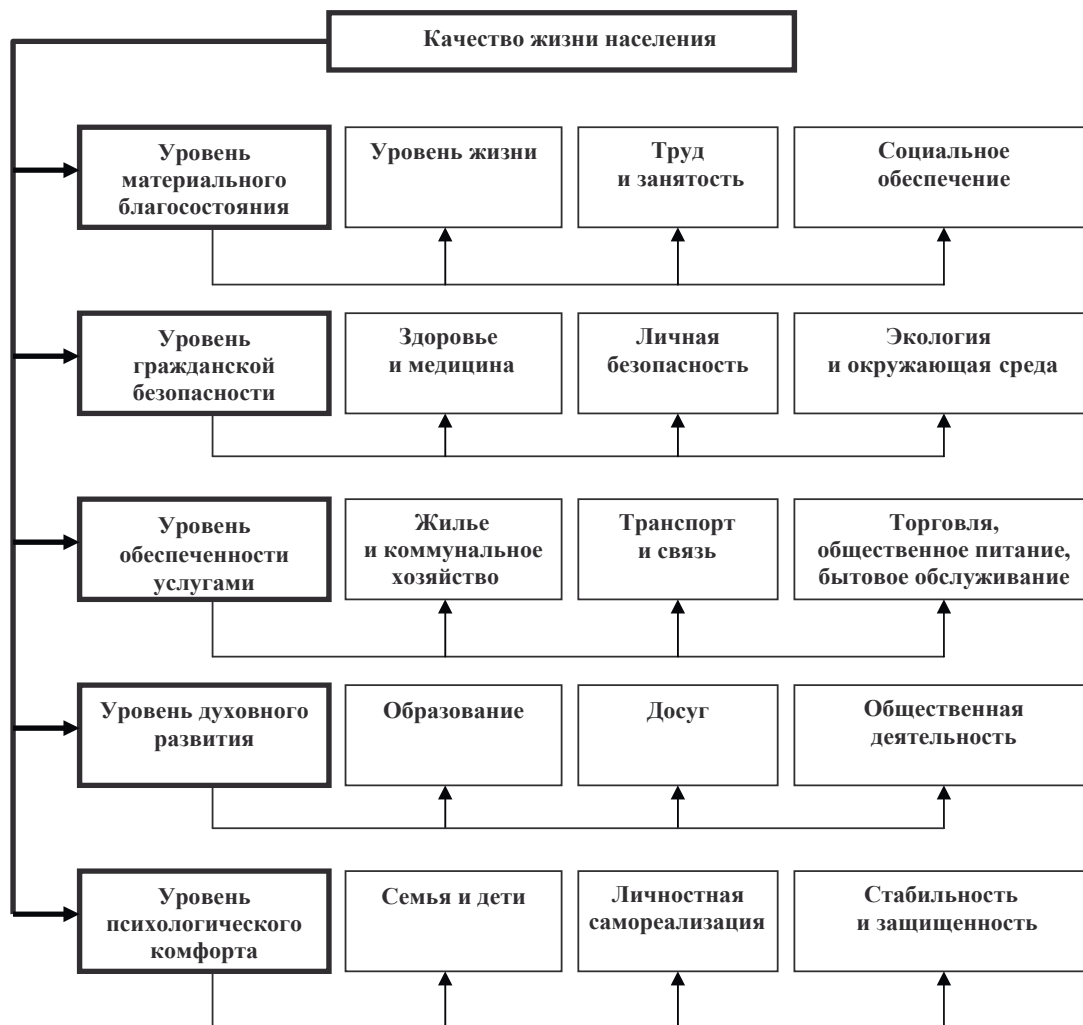 Качество жизни населения
Уровень
материального
благосостояния
Уровень жизни
Труд
и занятость
Социальное
обеспечение
Уровень
гражданской
безопасности
Здоровье
и медицина
Личная
безопасность
Экология
и окружающая среда
Уровень
обеспеченности
услугами
Жилье
и коммунальное
хозяйство
Транспорт
и связь
Торговля,
общественное питание,
бытовое обслуживание
Уровень духовного
развития
Образование
Досуг
Общественная
деятельность
Уровень
психологического
комфорта
Семья и дети
Личностная
самореализация
Стабильность
и защищенность